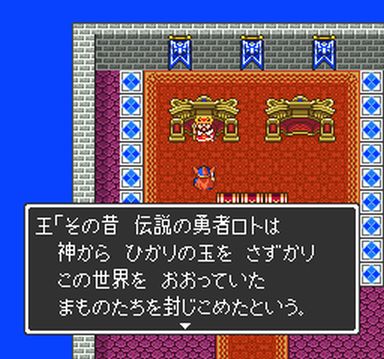 王「その昔 伝説の勇者ロトは
神から ひかりの玉を さずかり
この世界を おおっていた
まものたちを封じこめたという。